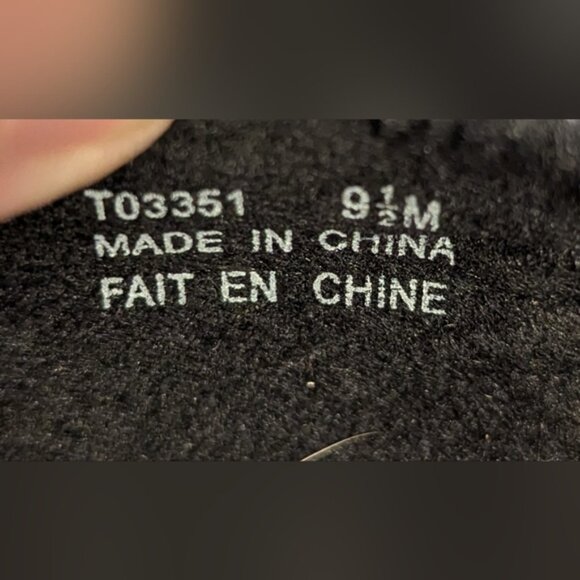 T03351 9½M
MADE IN CHINA
FAIT EN CHINE